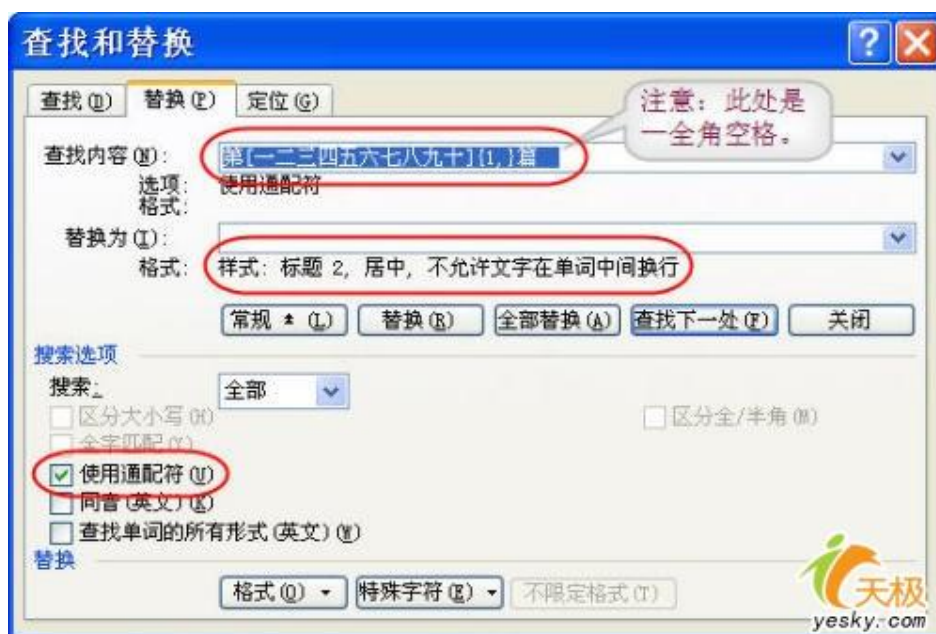 查找和替换
查找(D) 替换(P) 定位(G)
注意：此处是
一全角空格。
查找内容(N)： 第[一二三四五六七八九十]{1,}篇　
选项： 使用通配符
格式：
替换为(I)：
格式： 样式：标题 2，居中，不允许文字在单词中间换行
常规 (L) 替换(R) 全部替换(A) 查找下一处(F) 关闭
搜索选项
搜索： 全部
区分大小写(H) 区分全/半角(M)
全字匹配(Y)
使用通配符(U)
同音(英文)(K)
查找单词的所有形式(英文)(W)
替换
格式(O) 特殊字符(E) 不限定格式(T)
天极
yesky.com